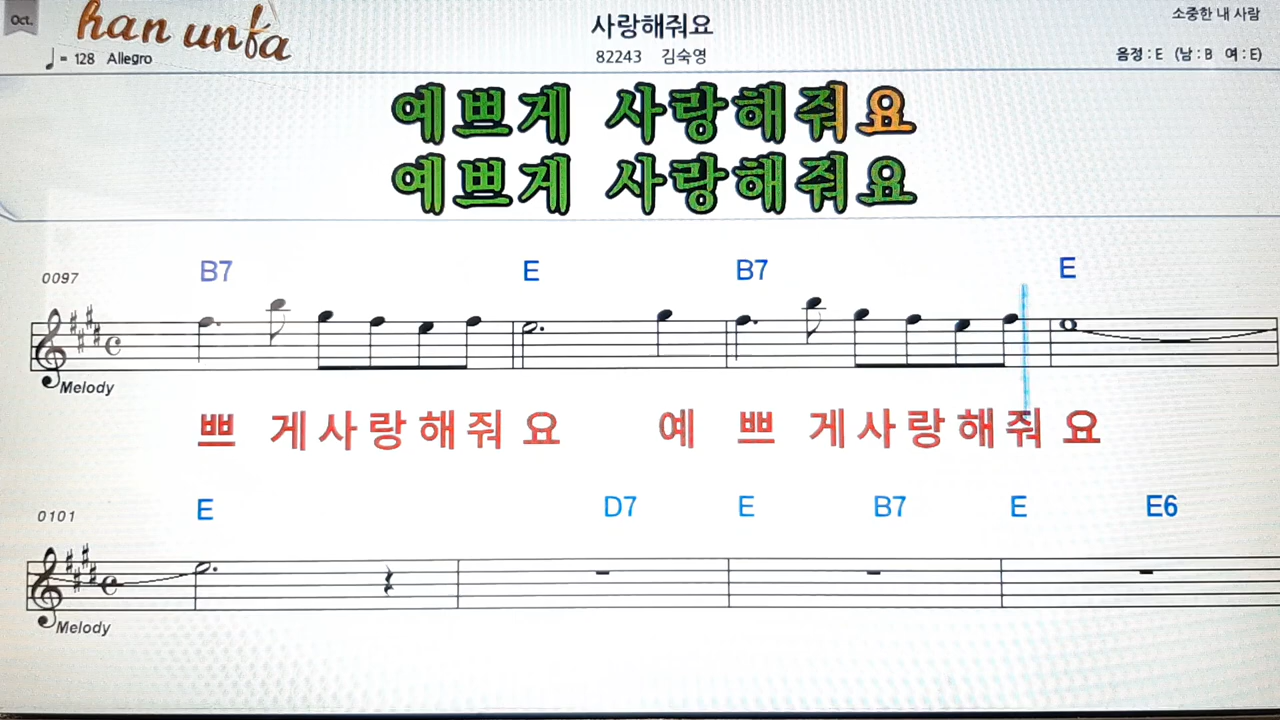 Oct.
han unfa
사랑해줘요
소중한 내 사람
= 128 Allegro
82243 김숙영
음정 : E (남 : B 여 : E)
예쁘게 사랑해줘요
예쁘게 사랑해줘요
0097
B7 E B7 E
Melody
쁘 게 사 랑 해 줘 요 예 쁘 게 사 랑 해 줘 요
0101
E D7 E B7 E E6
Melody